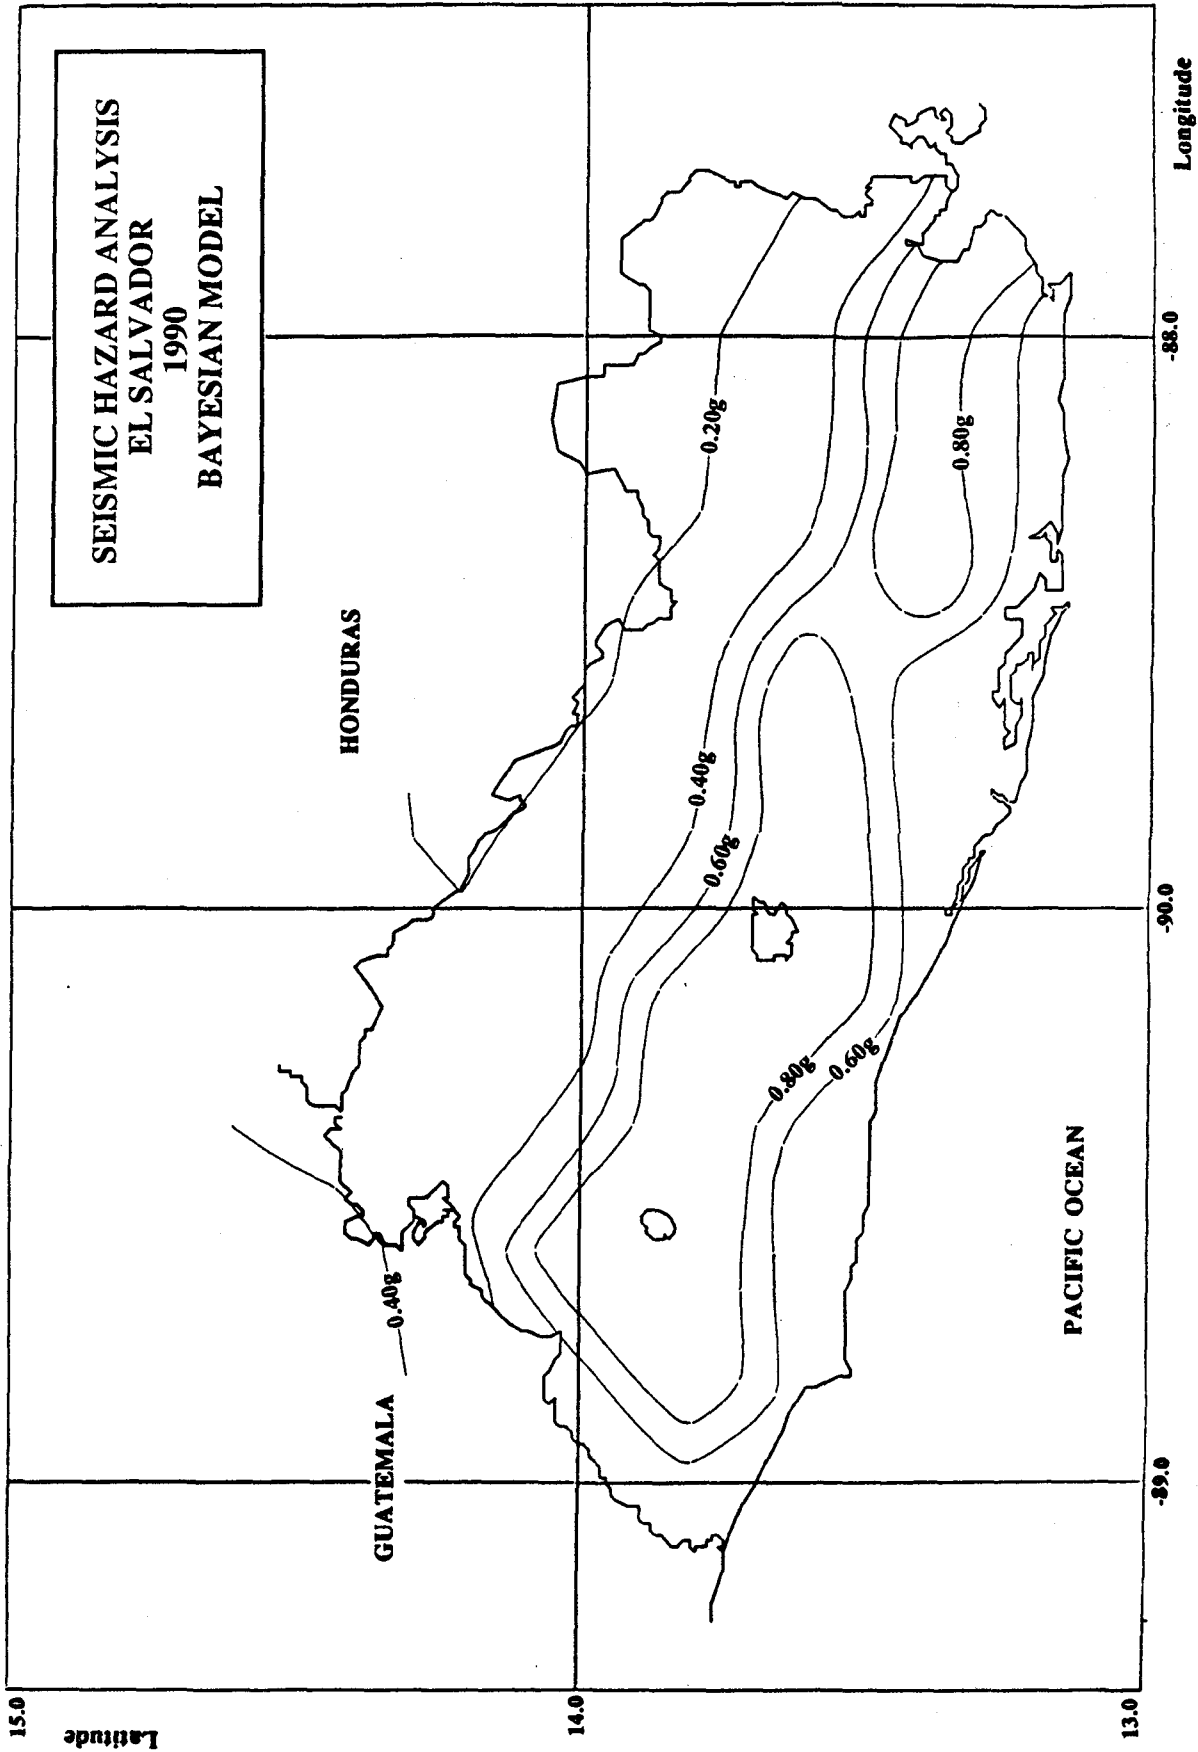 SEISMIC HAZARD ANALYSIS
EL SALVADOR
1990
BAYESIAN MODEL
Latitude
15.0
14.0
13.0
HONDURAS
GUATEMALA
0.40g
0.20g
0.40g
0.60g
0.80g
0.80g
0.60g
PACIFIC OCEAN
-89.0
-90.0
-88.0
Longitude